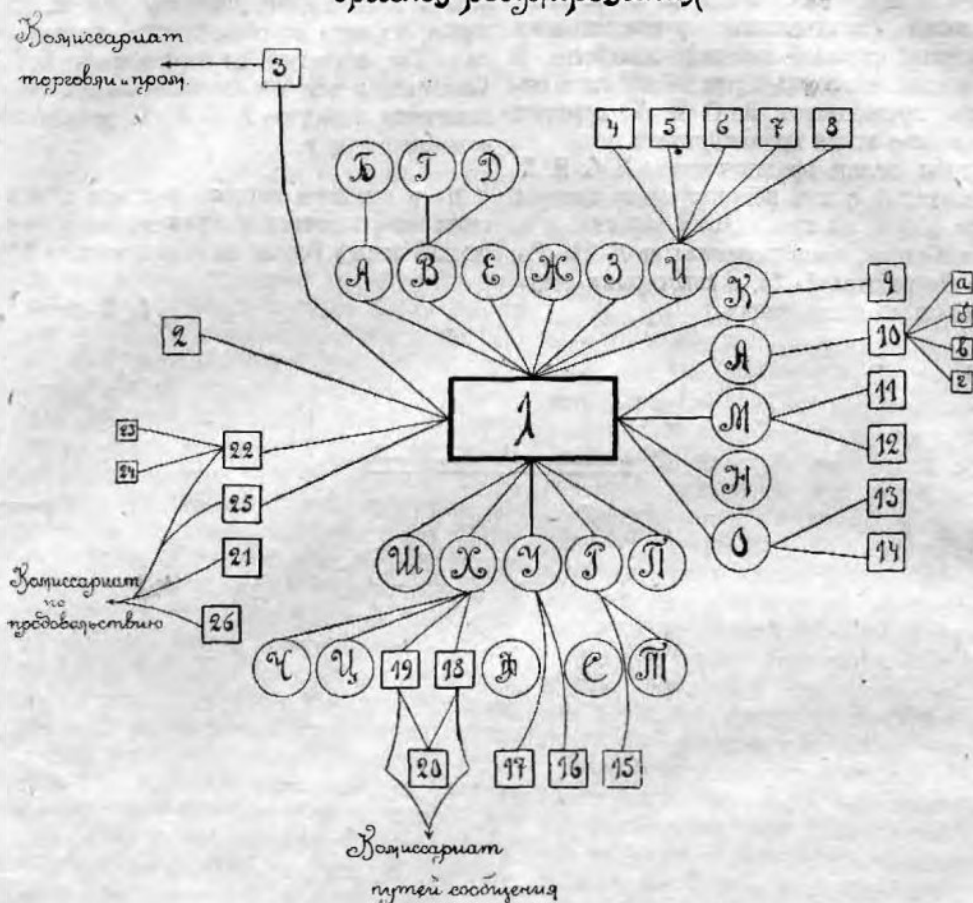 Комиссариат
торговли и пром.
3
4 5 6 7 8
Б Г Д
А В Е Ж З И К
9
а
б
в
г
2
10
Л
1
11
М
23
22
12
24
Н
25
13
О
14
21
Ш Х У Р П
Комиссариат
по
продовольствию
26
Ч Ц 19 18 Ф С Т
20 17 16 15
Комиссариат
путей сообщения